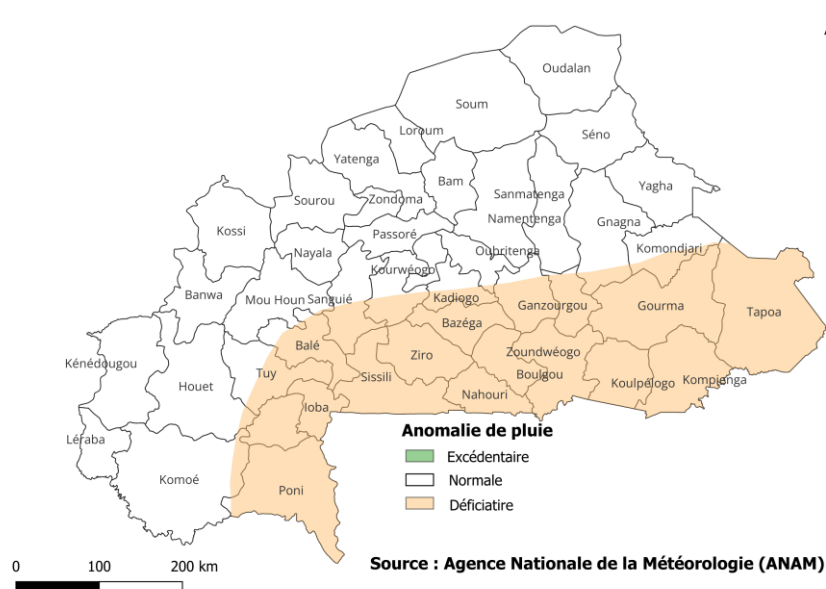 Oudalan
Soum
Loroum
Séno
Yatenga
Bam
Yagha
Sanmatenga
Zondoma
Sourou
Namentenga
Gnagna
Kossi
Passoré
Nayala
Oubritenga
Komondjari
Kourwéogo
Banwa
Mou Houn
Sanguié
Kadiogo
Ganzourgou
Gourma
Tapoa
Bazéga
Balé
Ziro
Zoundwéogo
Kénédougou
Tuy
Sissili
Boulgou
Houet
Koulpélogo
Kompienga
Nahouri
Ioba
Léraba
Komoé
Poni
Anomalie de pluie
Excédentaire
Normale
Déficiatire
0 100 200 km
Source : Agence Nationale de la Météorologie (ANAM)